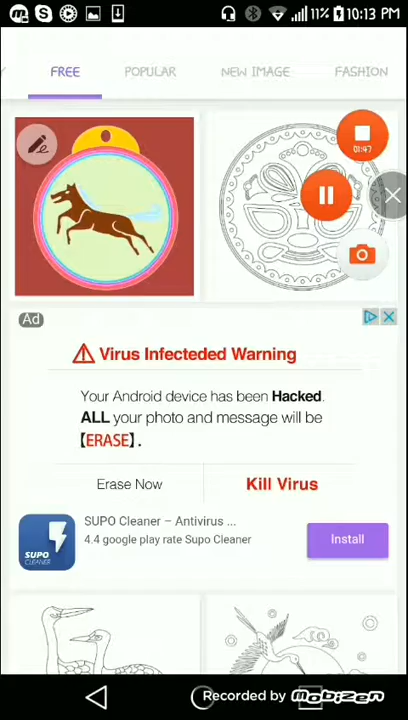 11% 10:13 PM
FREE POPULAR NEW IMAGE FASHION
01:47
Ad
Virus Infecteded Warning
Your Android device has been Hacked.
ALL your photo and message will be
【ERASE】.
Erase Now Kill Virus
SUPO Cleaner – Antivirus ...
4.4 google play rate Supo Cleaner
Install
SUPO
CLEANER
Recorded by mobizen